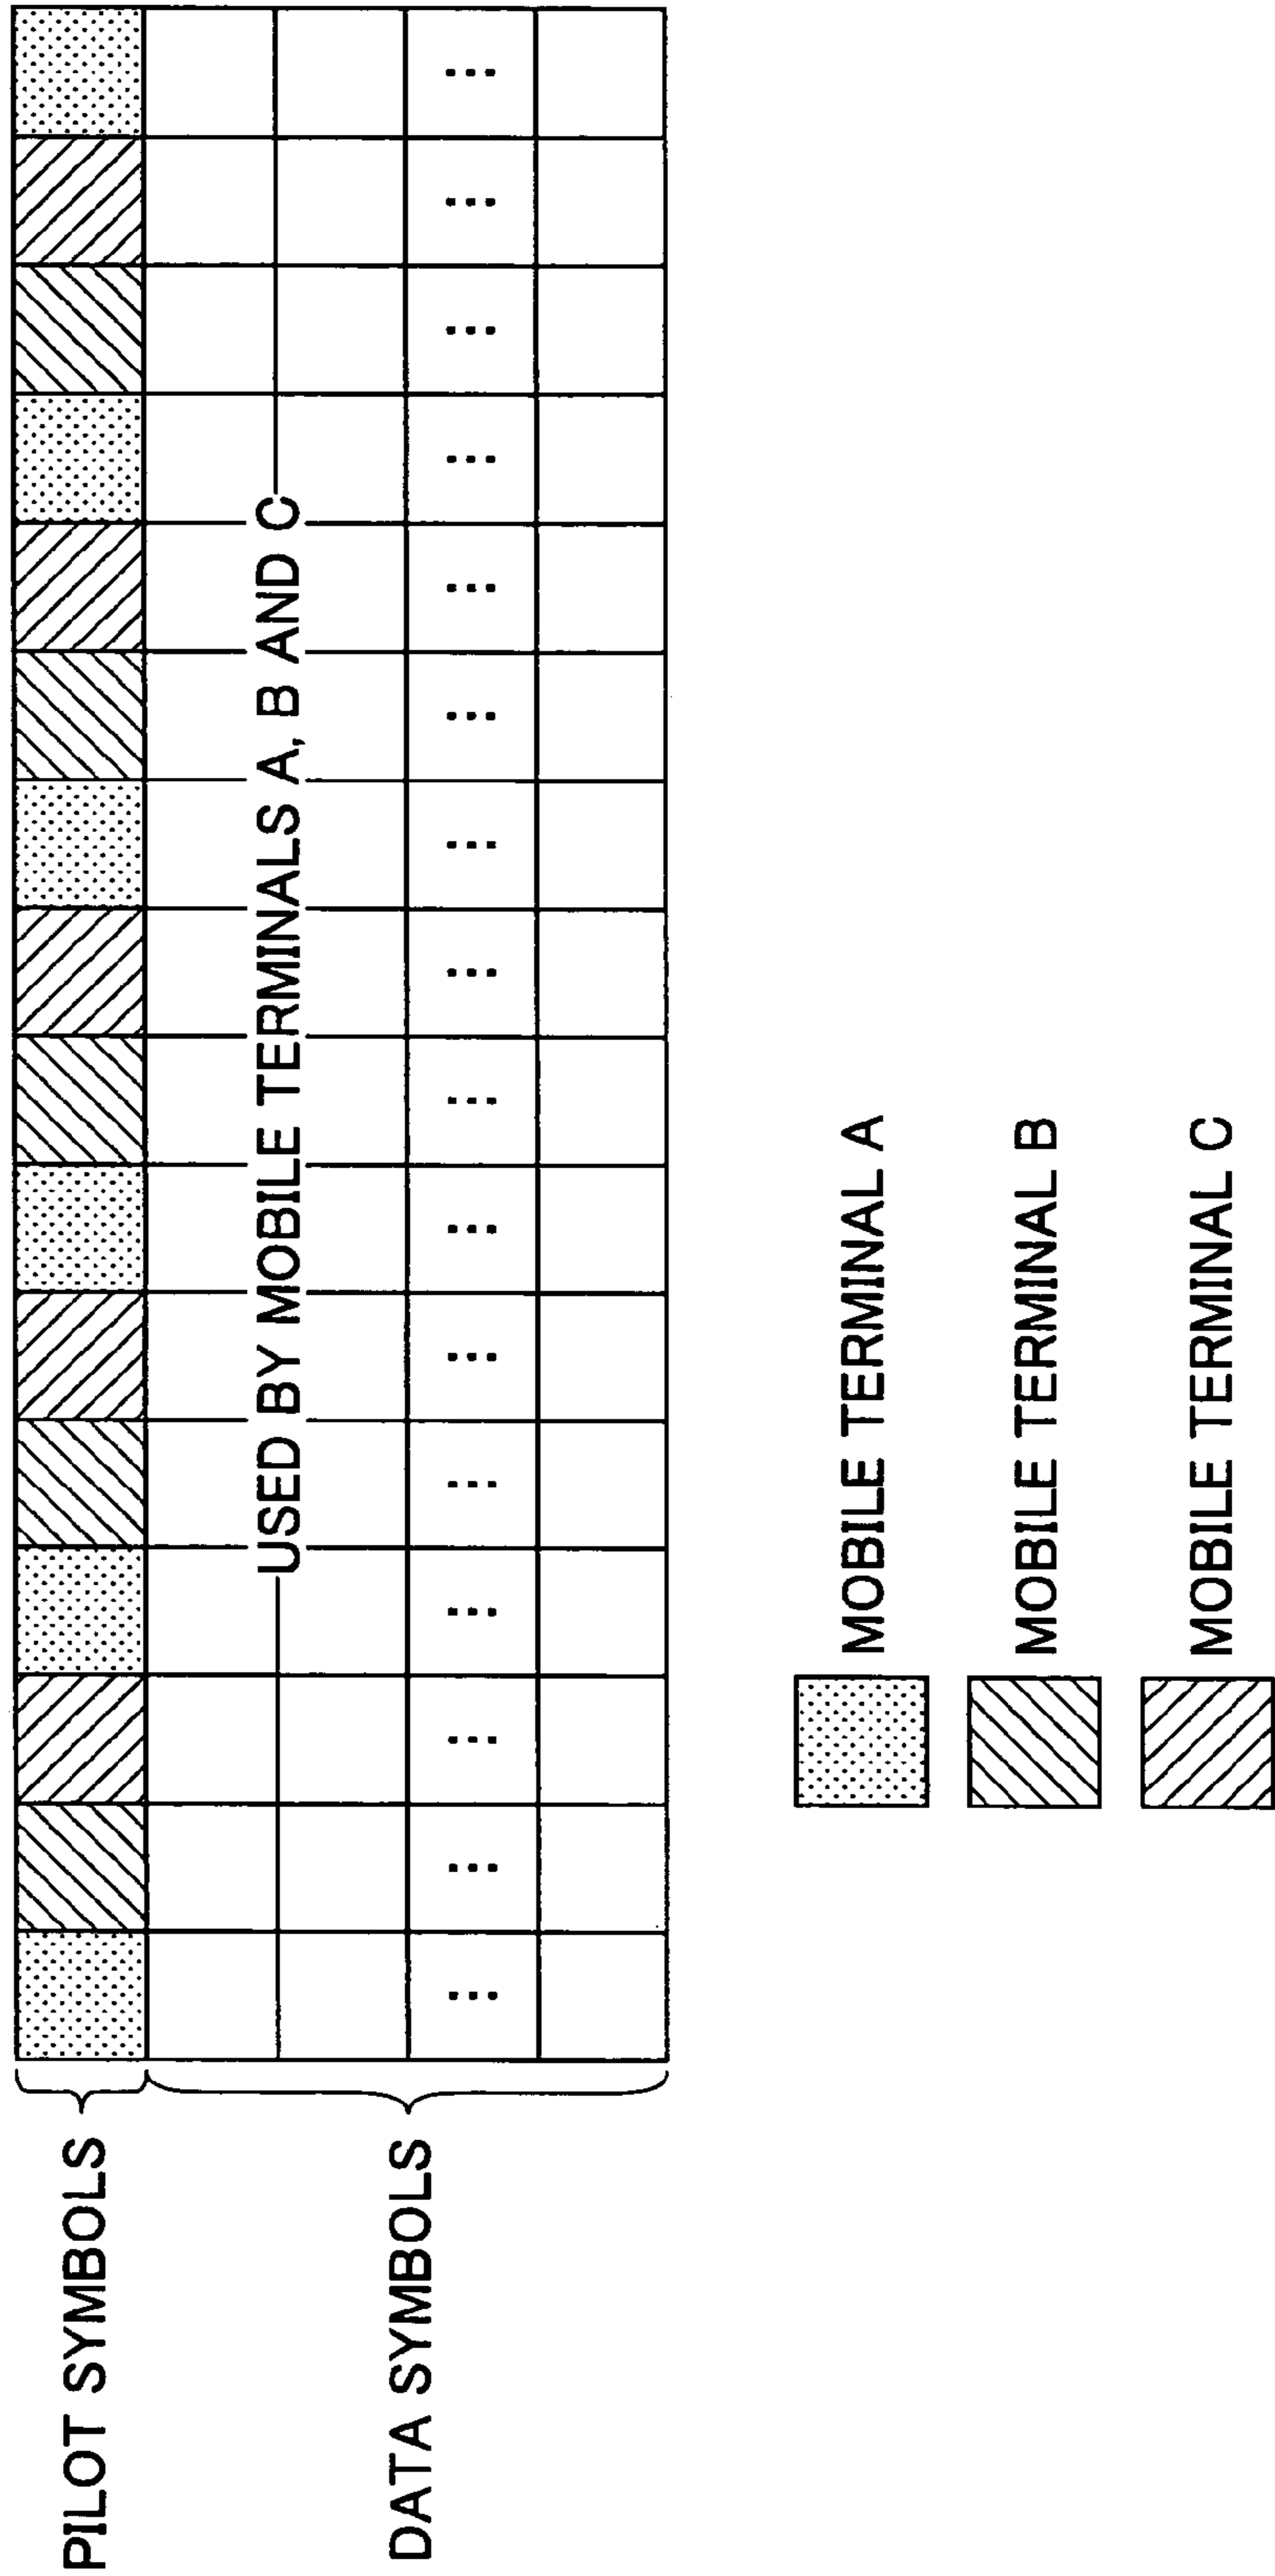 PILOT SYMBOLS
DATA SYMBOLS
USED BY MOBILE TERMINALS A, B AND C
... ... ... ... ... ... ... ... ... ... ... ... ... ... ... ...
MOBILE TERMINAL A
MOBILE TERMINAL B
MOBILE TERMINAL C